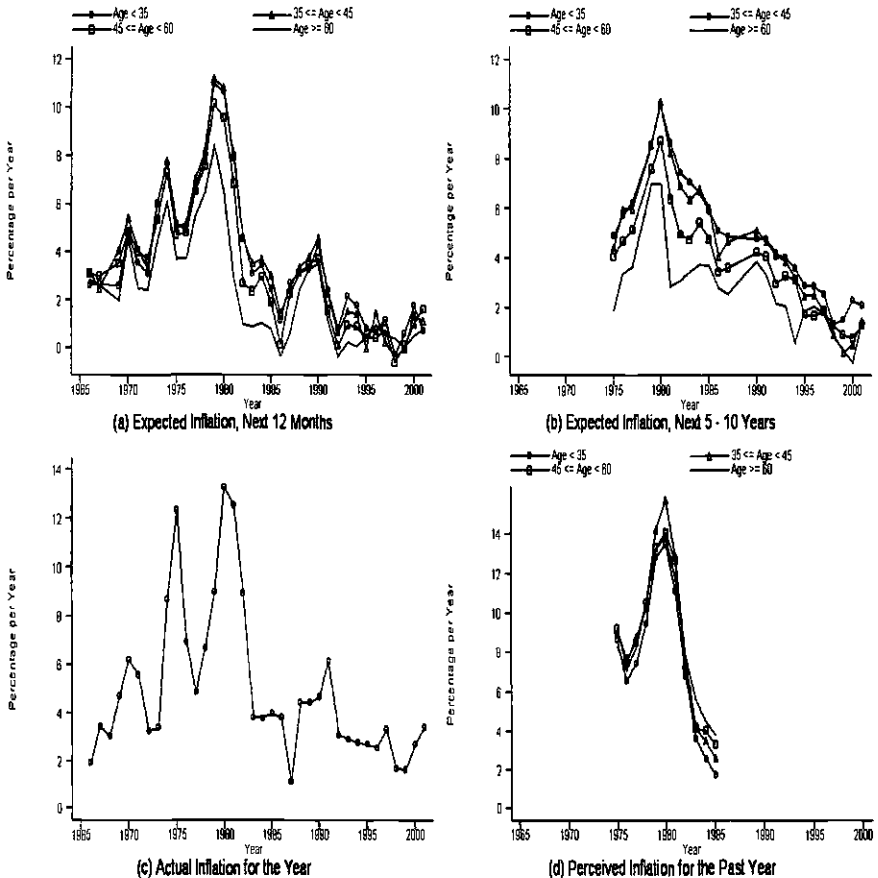 Age < 35
35 <= Age < 45
45 <= Age < 60
Age >= 60
12
10
8
6
4
2
0
Percentage per Year
1965
1970
1975
1980
1985
1990
1995
2000
Year
(a) Expected Inflation, Next 12 Months
Age < 35
35 <= Age < 45
45 <= Age < 60
Age >= 60
12
10
8
6
4
2
0
Percentage per Year
1965
1970
1975
1980
1985
1990
1995
2000
Year
(b) Expected Inflation, Next 5 - 10 Years
14
12
10
8
6
4
2
0
Percentage per Year
1965
1970
1975
1980
1985
1990
1995
2000
Year
(c) Actual Inflation for the Year
Age < 35
35 <= Age < 45
45 <= Age < 60
Age >= 60
14
12
10
8
6
4
2
0
Percentage per Year
1965
1970
1975
1980
1985
1990
1995
2000
Year
(d) Perceived Inflation for the Past Year